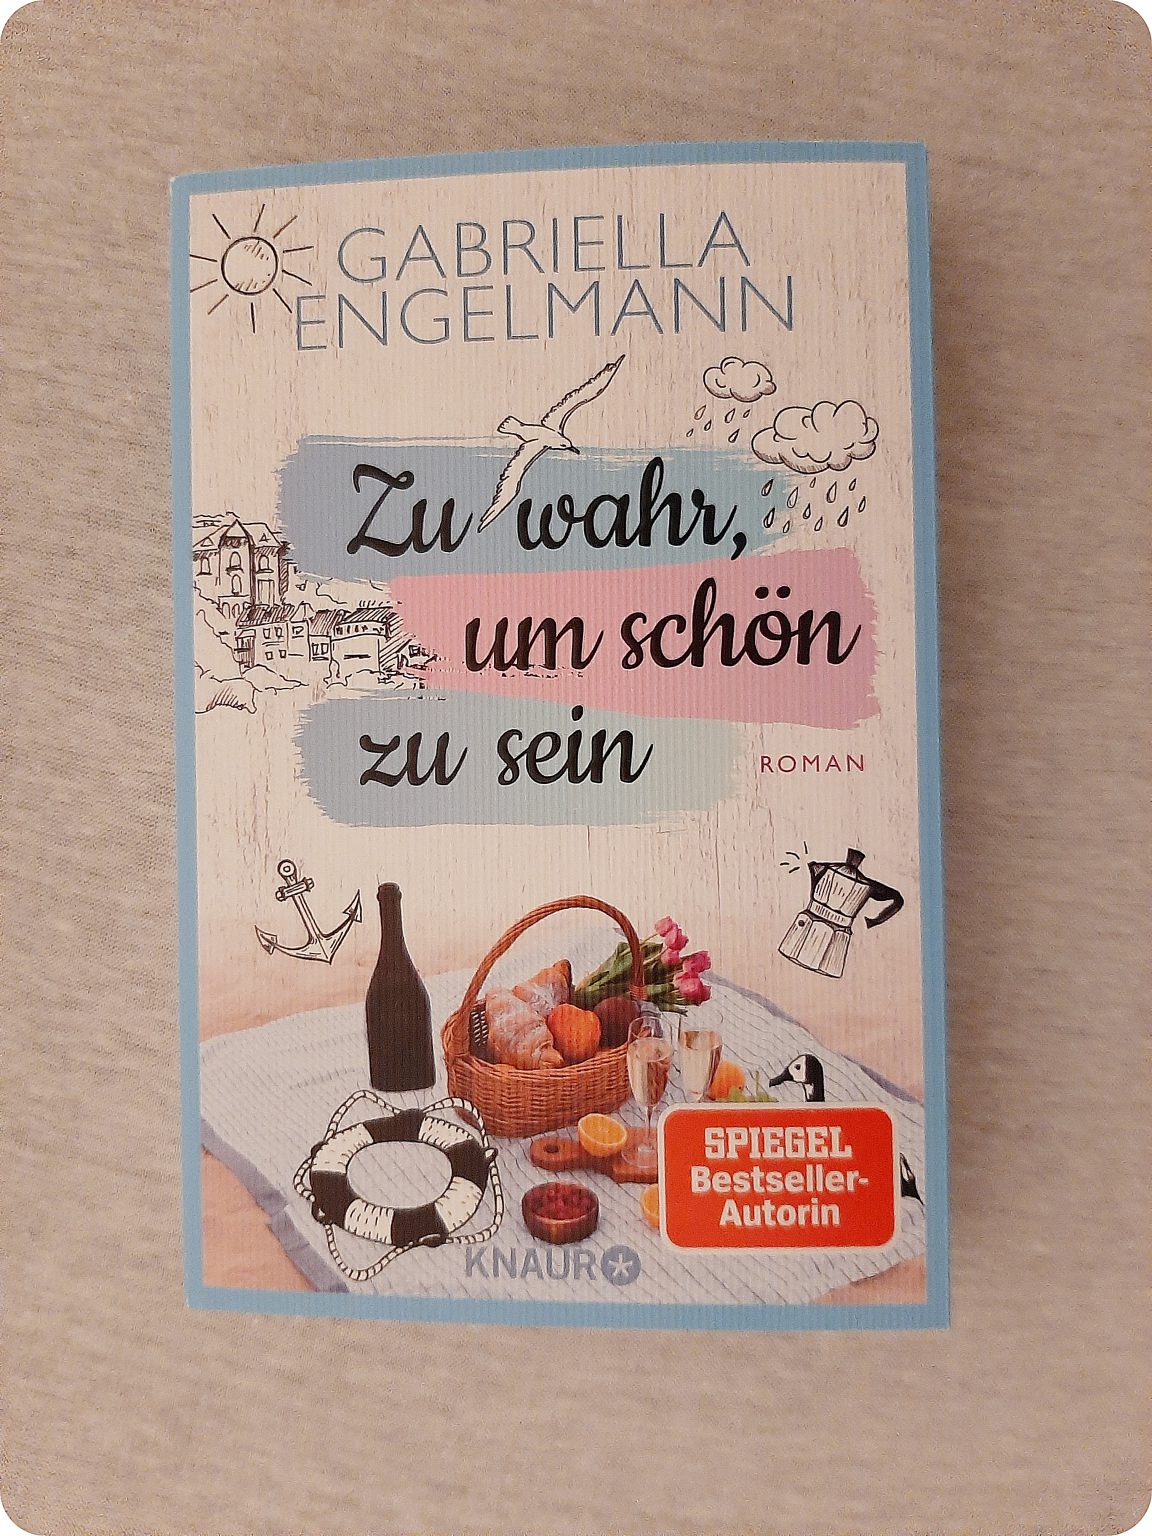 GABRIELLA
ENGELMANN
Zu wahr,
um schön
zu sein
ROMAN
SPIEGEL
Bestseller-
Autorin
KNAUR